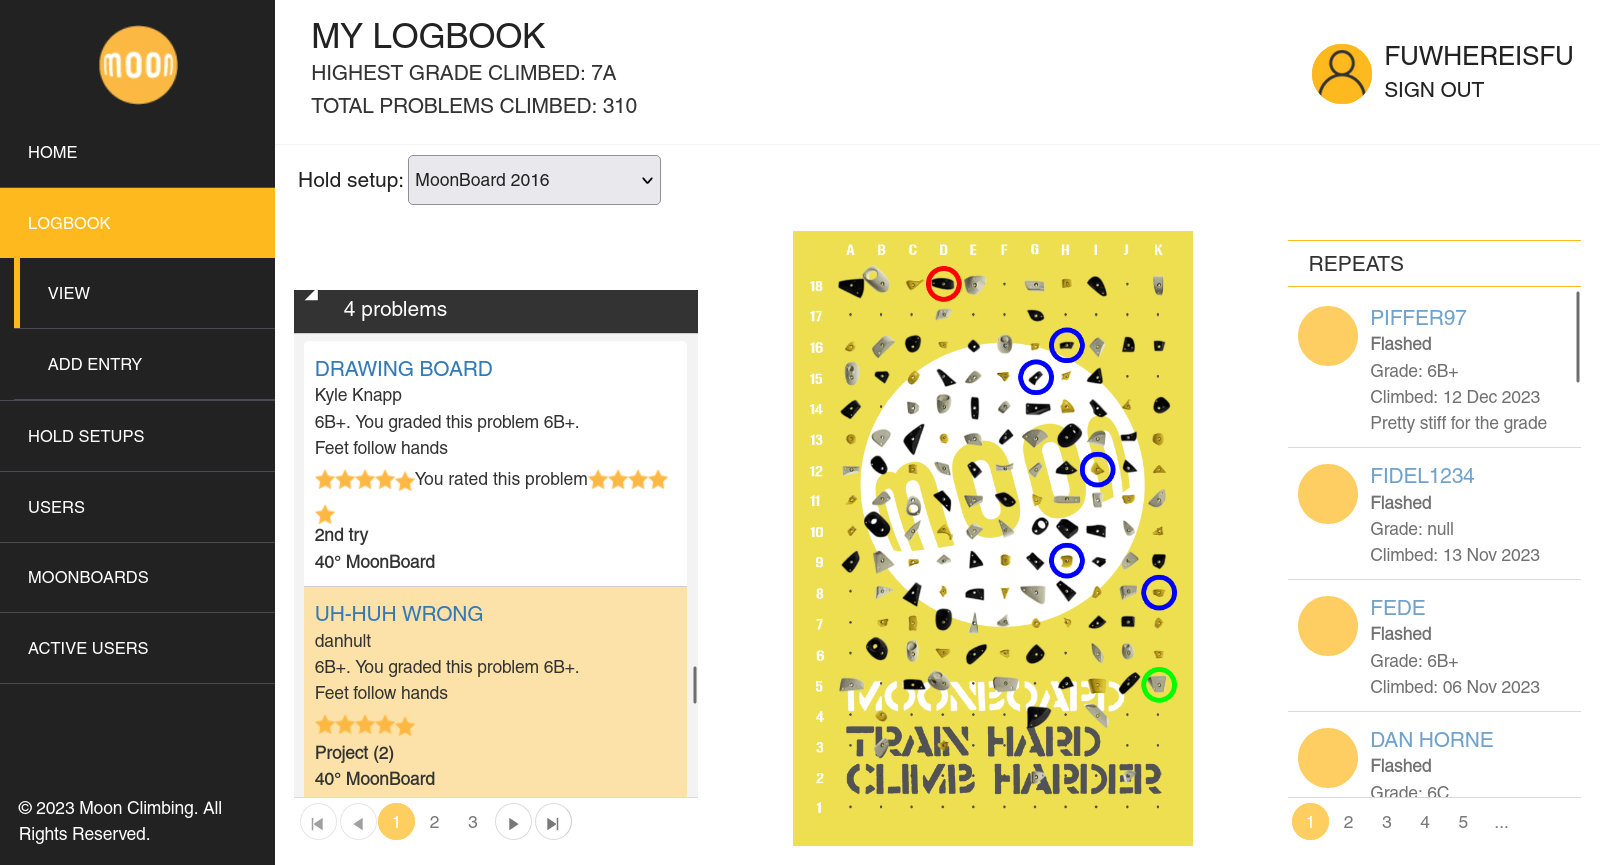 moon
HOME
LOGBOOK
VIEW
ADD ENTRY
HOLD SETUPS
USERS
MOONBOARDS
ACTIVE USERS
© 2023 Moon Climbing. All
Rights Reserved.
MY LOGBOOK
HIGHEST GRADE CLIMBED: 7A
TOTAL PROBLEMS CLIMBED: 310
FUWHEREISFU
SIGN OUT
Hold setup: MoonBoard 2016
4 problems
DRAWING BOARD
Kyle Knapp
6B+. You graded this problem 6B+.
Feet follow hands
You rated this problem
2nd try
40° MoonBoard
UH-HUH WRONG
danhult
6B+. You graded this problem 6B+.
Feet follow hands
Project (2)
40° MoonBoard
1 2 3
A B C D E F G H I J K
18
17
16
15
14
13
12
11
10
9
8
7
6
5
4
3
2
1
moon
MOONBOARD
TRAIN HARD
CLIMB HARDER
REPEATS
PIFFER97
Flashed
Grade: 6B+
Climbed: 12 Dec 2023
Pretty stiff for the grade
FIDEL1234
Flashed
Grade: null
Climbed: 13 Nov 2023
FEDE
Flashed
Grade: 6B+
Climbed: 06 Nov 2023
DAN HORNE
Flashed
Grade: 6C
1 2 3 4 5 ...